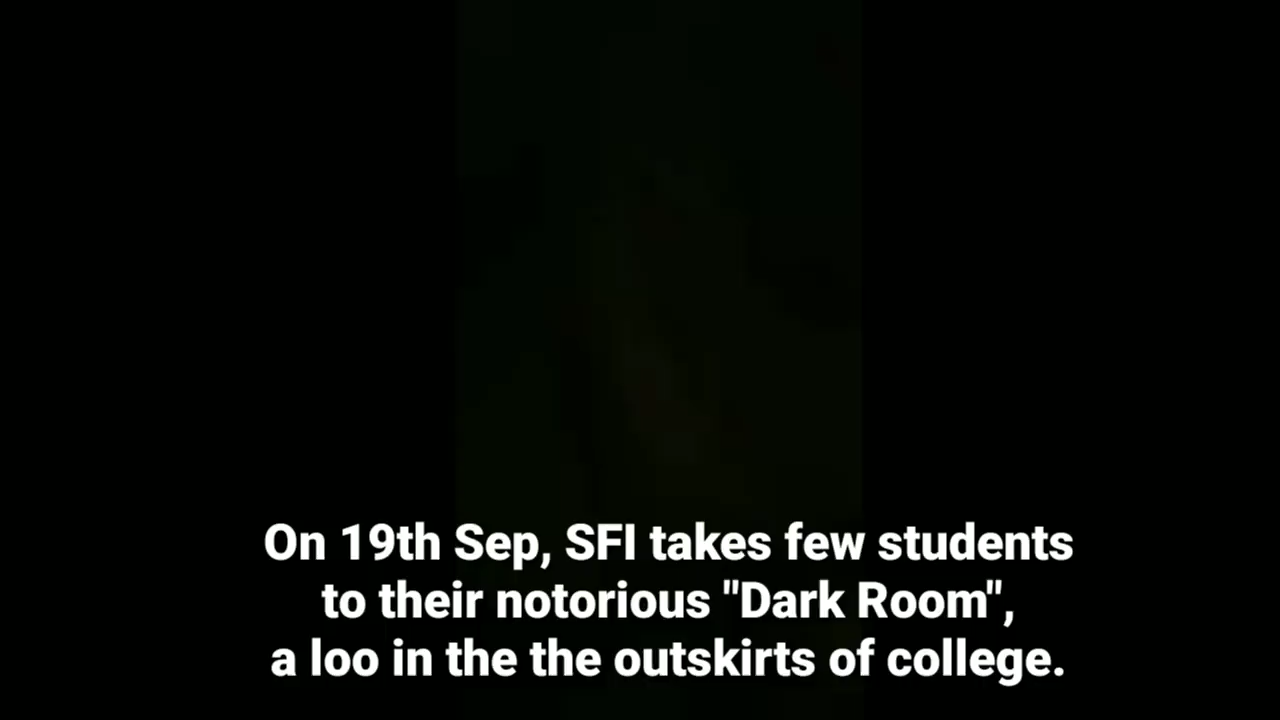 On 19th Sep, SFI takes few students
to their notorious "Dark Room",
a loo in the the outskirts of college.